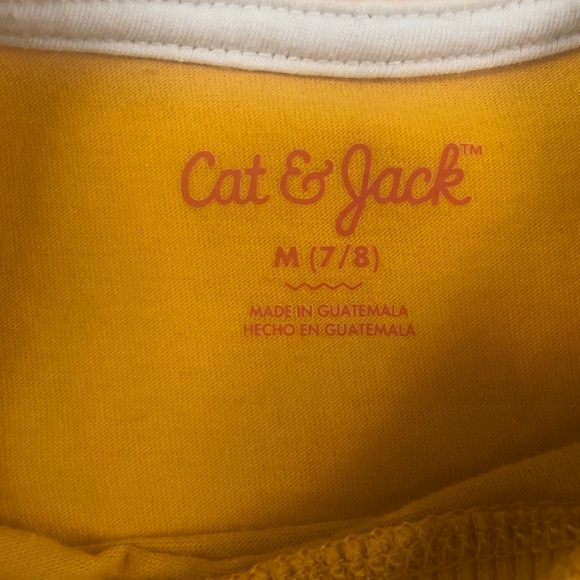 Cat & Jack™
M (7/8)
MADE IN GUATEMALA
HECHO EN GUATEMALA